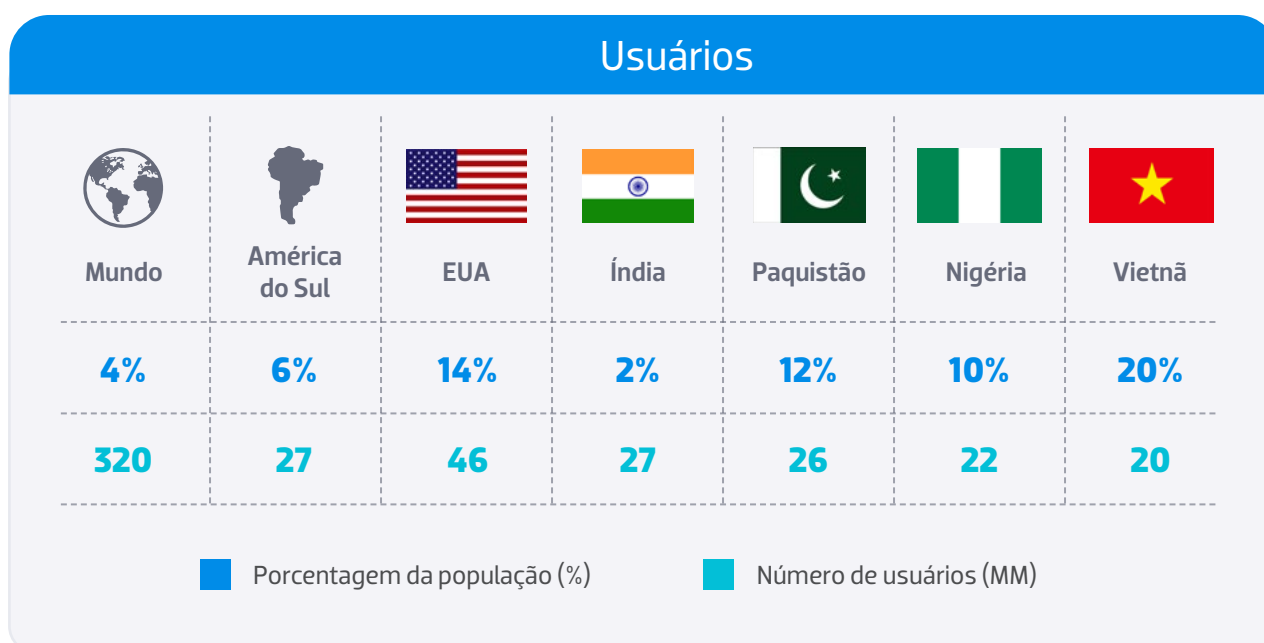 Usuários
Mundo
América
do Sul
EUA
Índia
Paquistão
Nigéria
Vietnã
4%
6%
14%
2%
12%
10%
20%
320
27
46
27
26
22
20
Porcentagem da população (%)
Número de usuários (MM)